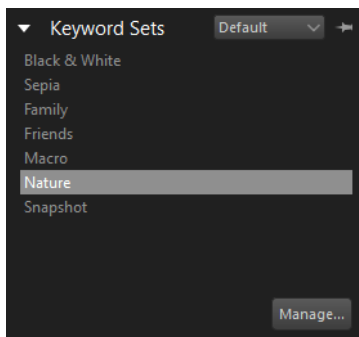 Keyword Sets Default
Black & White
Sepia
Family
Friends
Macro
Nature
Snapshot
Manage...